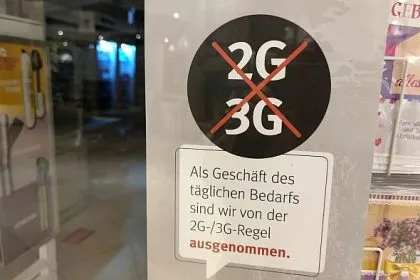 2G
3G
Als Geschäft des
täglichen Bedarfs
sind wir von der
2G-/3G-Regel
ausgenommen.